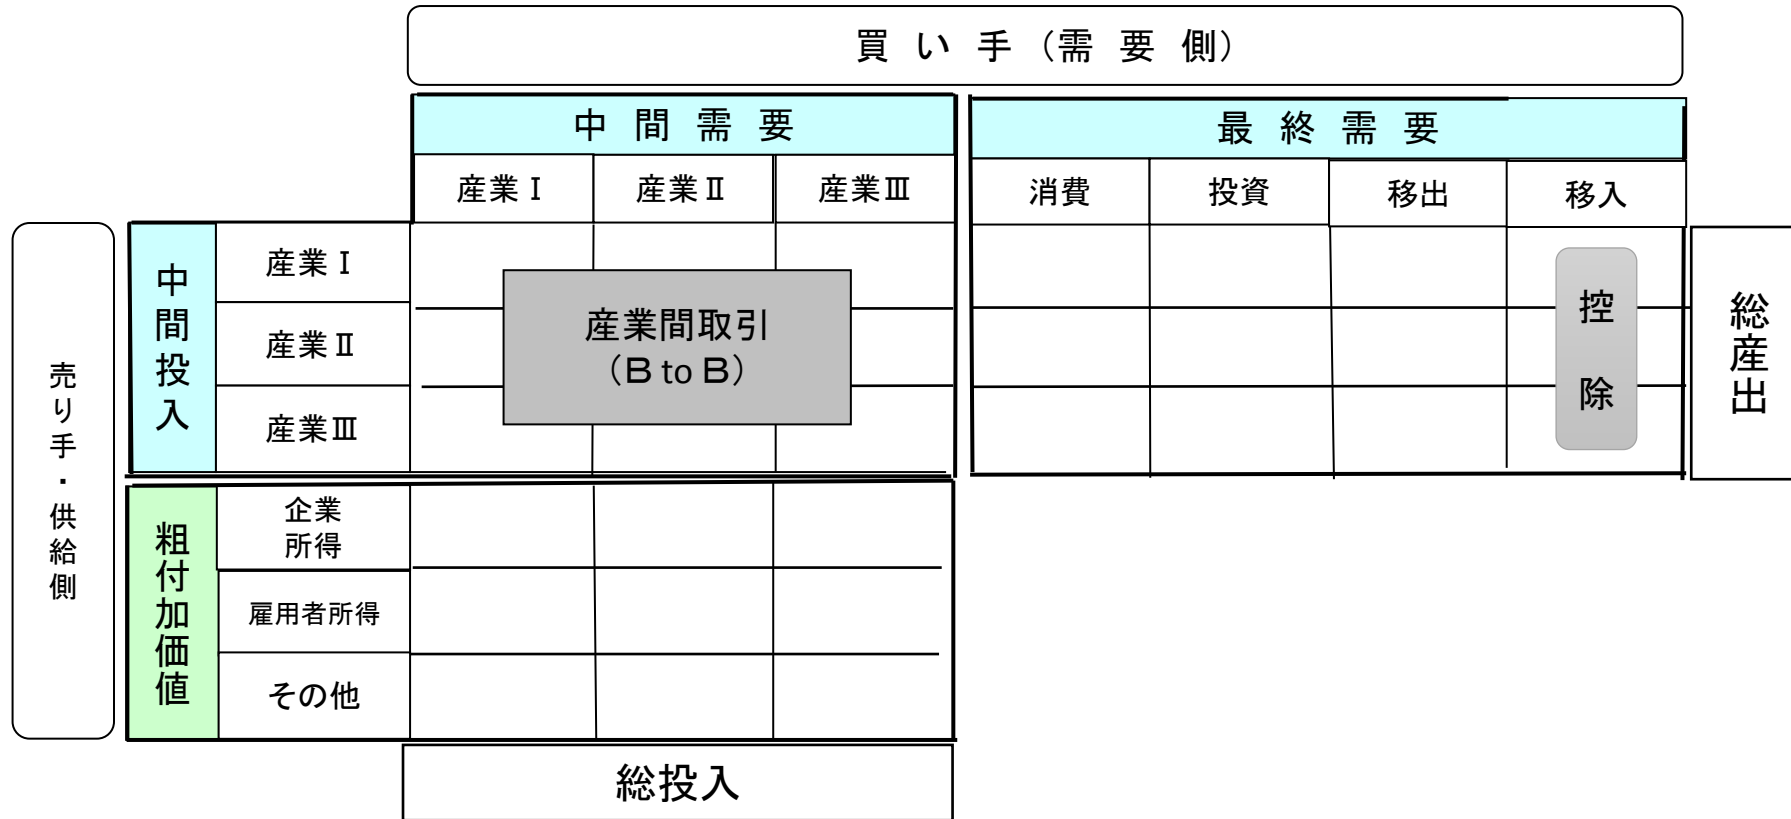 買い手（需要側）
中間需要
最終需要
産業Ⅰ
産業Ⅱ
産業Ⅲ
消費
投資
移出
移入
売り手・供給側
中間投入
産業Ⅰ
産業Ⅱ
産業Ⅲ
産業間取引
（B to B）
控除
総産出
粗付加価値
企業
所得
雇用者所得
その他
総投入